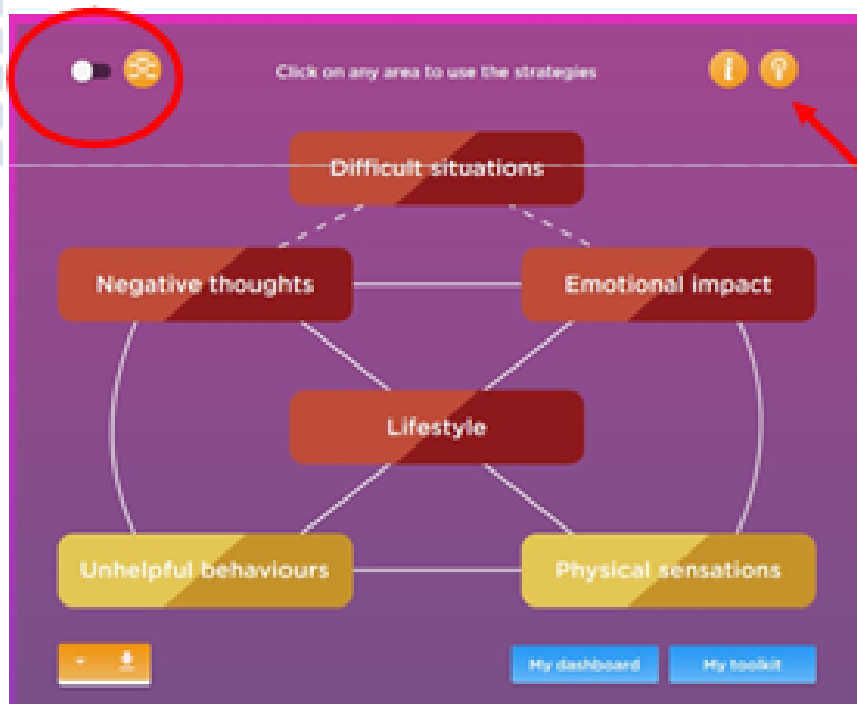 Click on any area to use the strategies
i
Difficult situations
Negative thoughts
Emotional impact
Lifestyle
Unhelpful behaviours
Physical sensations
My dashboard
My toolkit